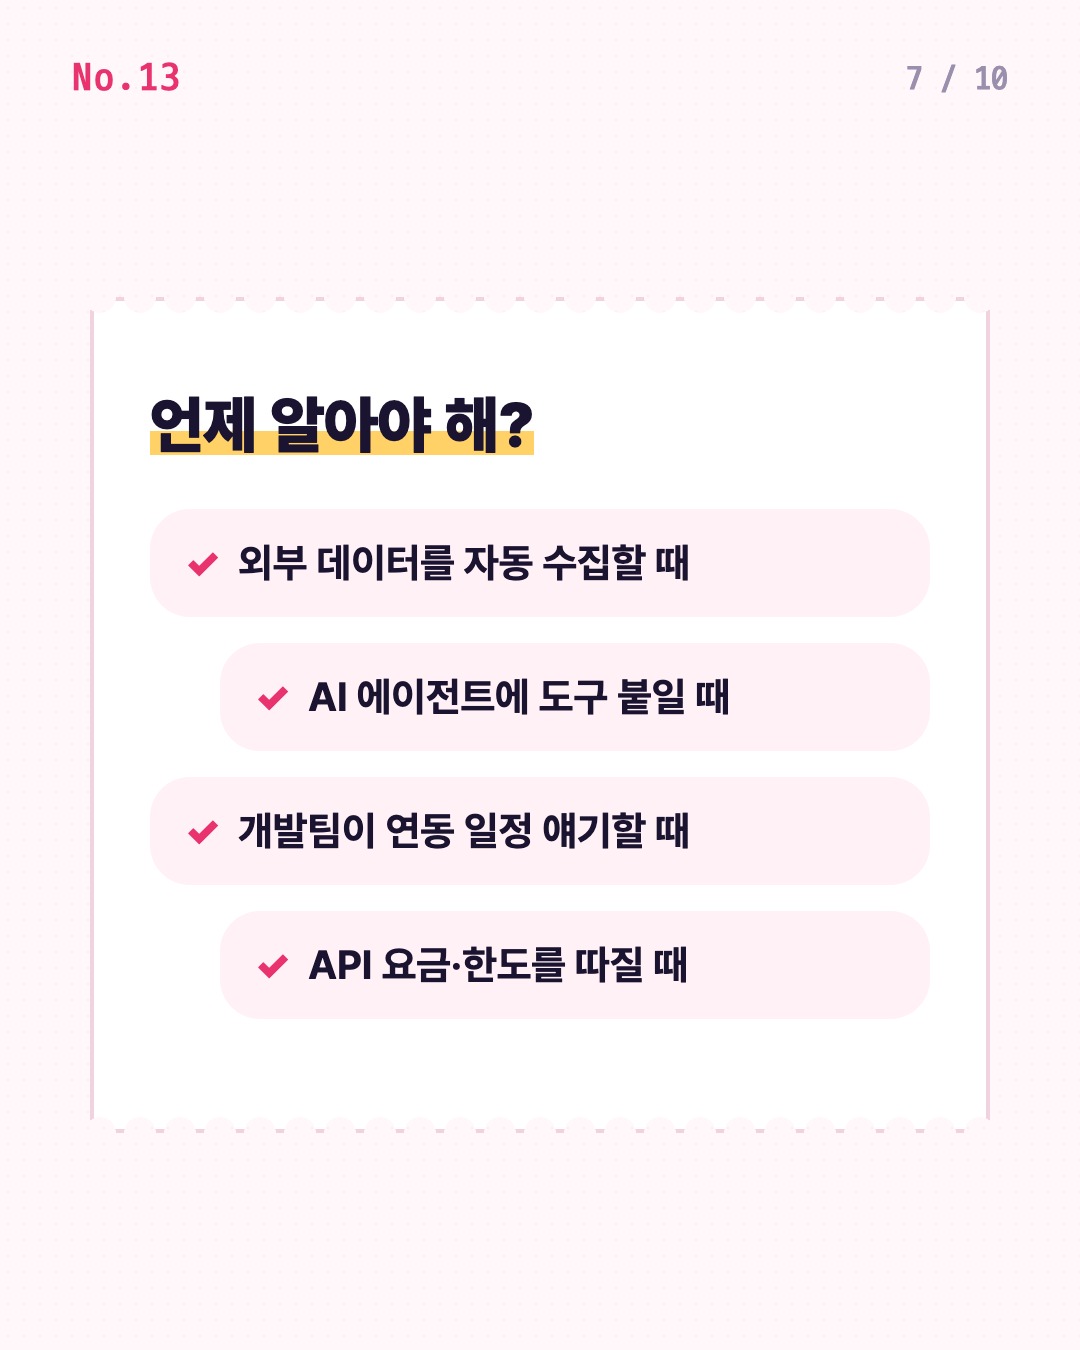 No.13
7 / 10
언제 알아야 해?
외부 데이터를 자동 수집할 때
AI 에이전트에 도구 붙일 때
개발팀이 연동 일정 얘기할 때
API 요금·한도를 따질 때